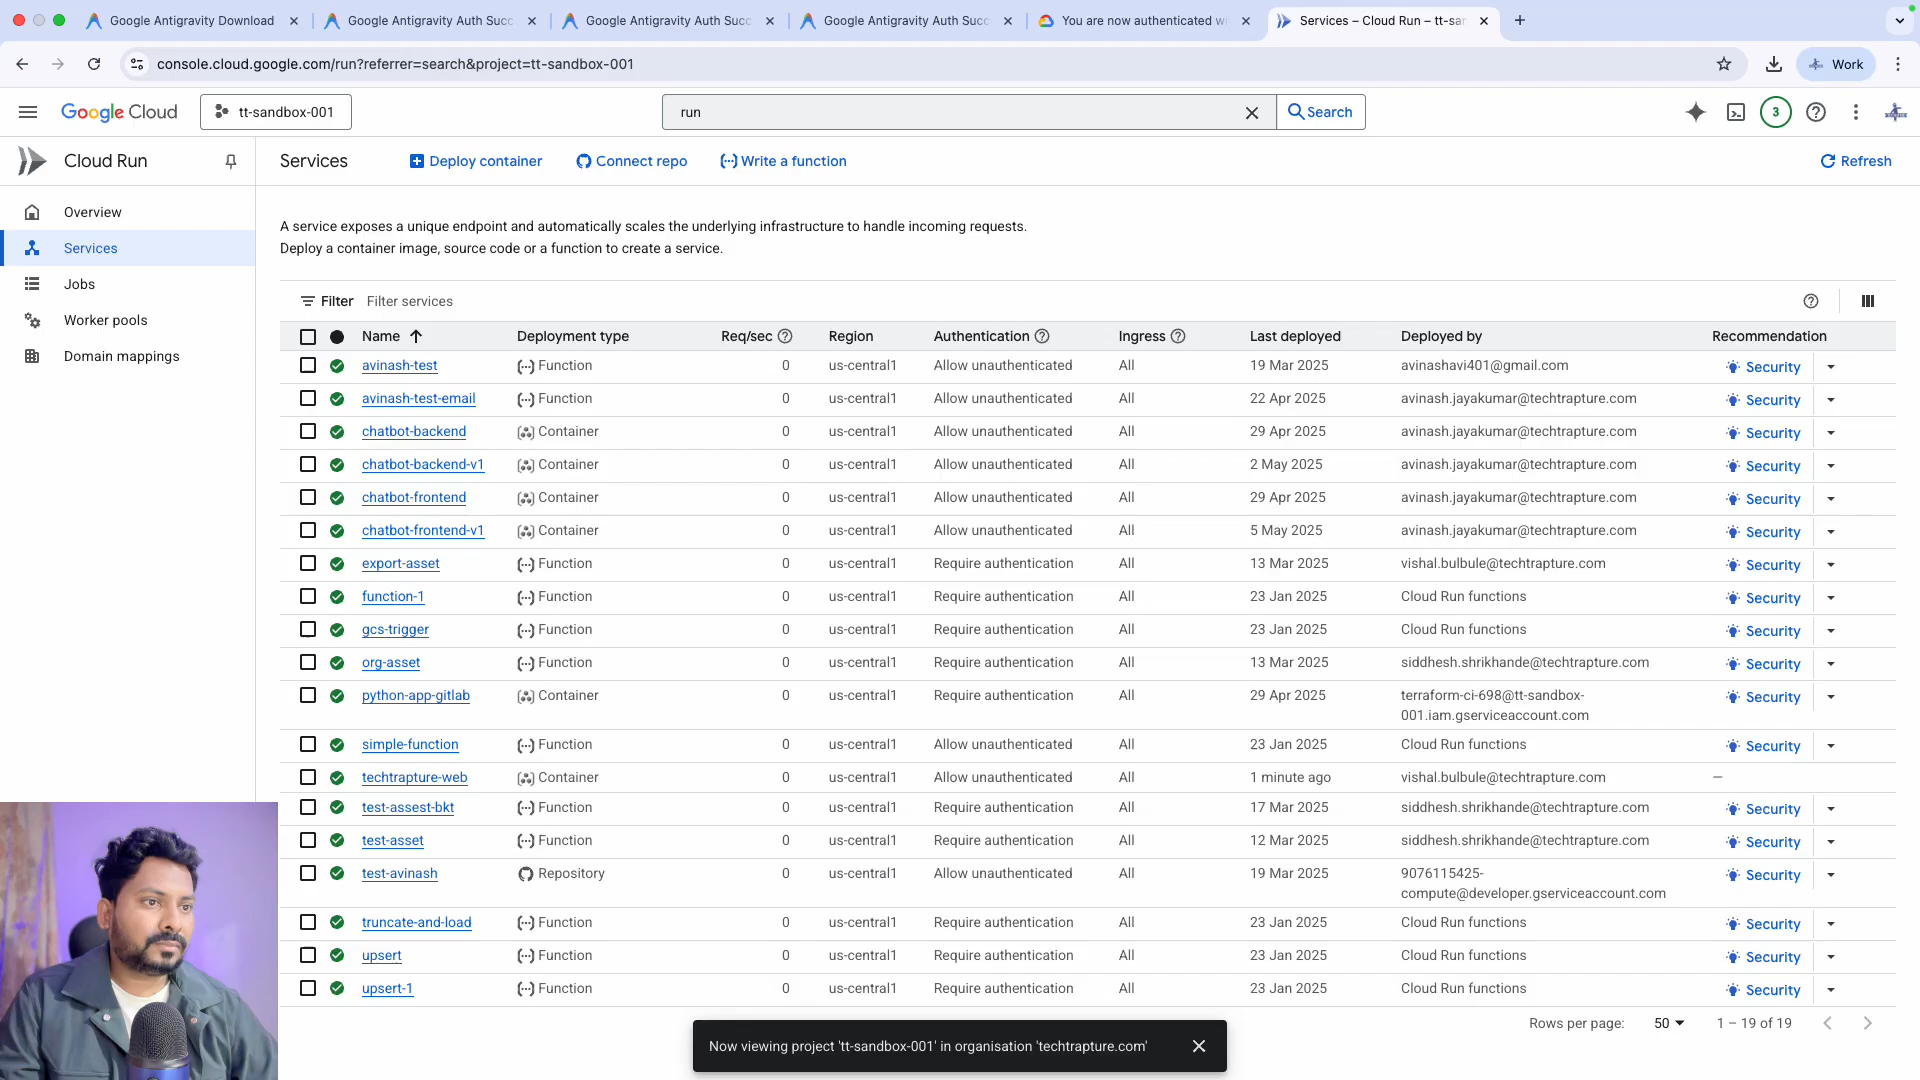 Google Antigravity Download
Google Antigravity Auth Succ
Google Antigravity Auth Succ
Google Antigravity Auth Succ
You are now authenticated wi
Services – Cloud Run – tt-san
console.cloud.google.com/run?referrer=search&project=tt-sandbox-001
Work
Google Cloud
tt-sandbox-001
run
Search
3
Cloud Run
Services
Deploy container
Connect repo
Write a function
Refresh
Overview
Services
Jobs
Worker pools
Domain mappings
A service exposes a unique endpoint and automatically scales the underlying infrastructure to handle incoming requests.
Deploy a container image, source code or a function to create a service.
Filter Filter services
Name Deployment type Req/sec Region Authentication Ingress Last deployed Deployed by Recommendation
avinash-test Function 0 us-central1 Allow unauthenticated All 19 Mar 2025 avinashavi401@gmail.com Security
avinash-test-email Function 0 us-central1 Allow unauthenticated All 22 Apr 2025 avinash.jayakumar@techtrapture.com Security
chatbot-backend Container 0 us-central1 Allow unauthenticated All 29 Apr 2025 avinash.jayakumar@techtrapture.com Security
chatbot-backend-v1 Container 0 us-central1 Allow unauthenticated All 2 May 2025 avinash.jayakumar@techtrapture.com Security
chatbot-frontend Container 0 us-central1 Allow unauthenticated All 29 Apr 2025 avinash.jayakumar@techtrapture.com Security
chatbot-frontend-v1 Container 0 us-central1 Allow unauthenticated All 5 May 2025 avinash.jayakumar@techtrapture.com Security
export-asset Function 0 us-central1 Require authentication All 13 Mar 2025 vishal.bulbule@techtrapture.com Security
function-1 Function 0 us-central1 Require authentication All 23 Jan 2025 Cloud Run functions Security
gcs-trigger Function 0 us-central1 Require authentication All 23 Jan 2025 Cloud Run functions Security
org-asset Function 0 us-central1 Require authentication All 13 Mar 2025 siddhesh.shrikhande@techtrapture.com Security
python-app-gitlab Container 0 us-central1 Require authentication All 29 Apr 2025 terraform-ci-698@tt-sandbox- Security
001.iam.gserviceaccount.com
simple-function Function 0 us-central1 Allow unauthenticated All 23 Jan 2025 Cloud Run functions Security
techtrapture-web Container 0 us-central1 Allow unauthenticated All 1 minute ago vishal.bulbule@techtrapture.com –
test-assest-bkt Function 0 us-central1 Require authentication All 17 Mar 2025 siddhesh.shrikhande@techtrapture.com Security
test-asset Function 0 us-central1 Require authentication All 12 Mar 2025 siddhesh.shrikhande@techtrapture.com Security
test-avinash Repository 0 us-central1 Allow unauthenticated All 19 Mar 2025 9076115425- Security
compute@developer.gserviceaccount.com
truncate-and-load Function 0 us-central1 Require authentication All 23 Jan 2025 Cloud Run functions Security
upsert Function 0 us-central1 Require authentication All 23 Jan 2025 Cloud Run functions Security
upsert-1 Function 0 us-central1 Require authentication All 23 Jan 2025 Cloud Run functions Security
Rows per page: 50 1 – 19 of 19
Now viewing project 'tt-sandbox-001' in organisation 'techtrapture.com'